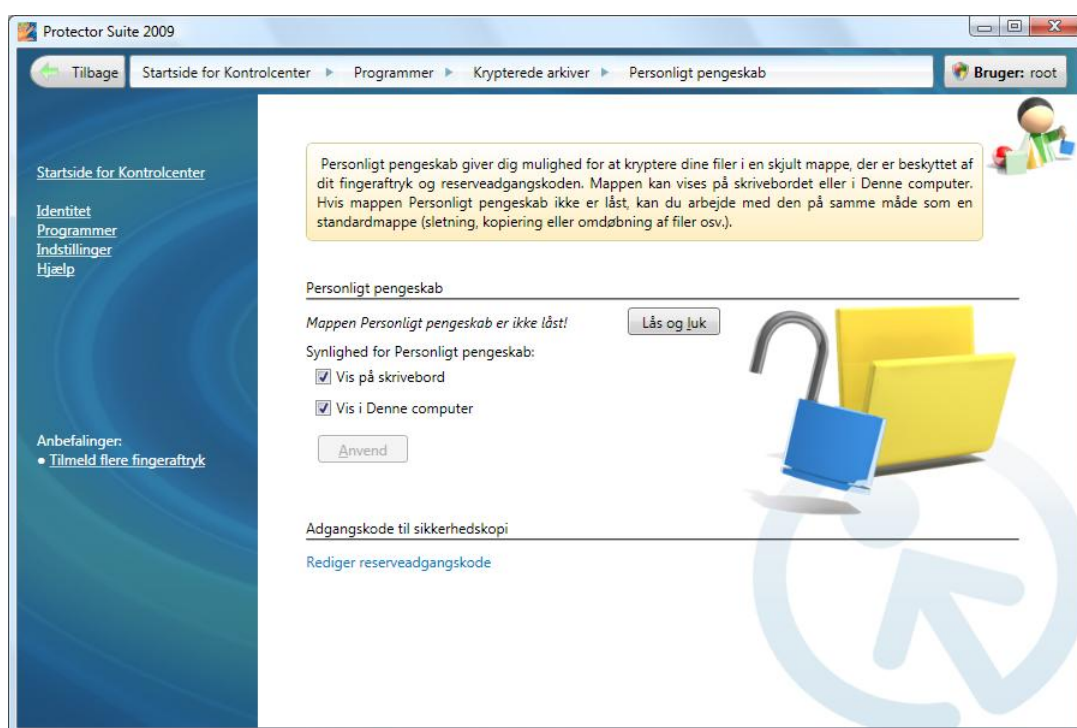 Protector Suite 2009
Tilbage
Startside for Kontrolcenter
Programmer
Krypterede arkiver
Personligt pengeskab
Bruger: root
Startside for Kontrolcenter
Identitet
Programmer
Indstillinger
Hjælp
Anbefalinger:
• Tilmeld flere fingeraftryk
Personligt pengeskab giver dig mulighed for at kryptere dine filer i en skjult mappe, der er beskyttet af
dit fingeraftryk og reserveadgangskoden. Mappen kan vises på skrivebordet eller i Denne computer.
Hvis mappen Personligt pengeskab ikke er låst, kan du arbejde med den på samme måde som en
standardmappe (sletning, kopiering eller omdøbning af filer osv.).
Personligt pengeskab
Mappen Personligt pengeskab er ikke låst!
Lås og luk
Synlighed for Personligt pengeskab:
Vis på skrivebord
Vis i Denne computer
Anvend
Adgangskode til sikkerhedskopi
Rediger reserveadgangskode